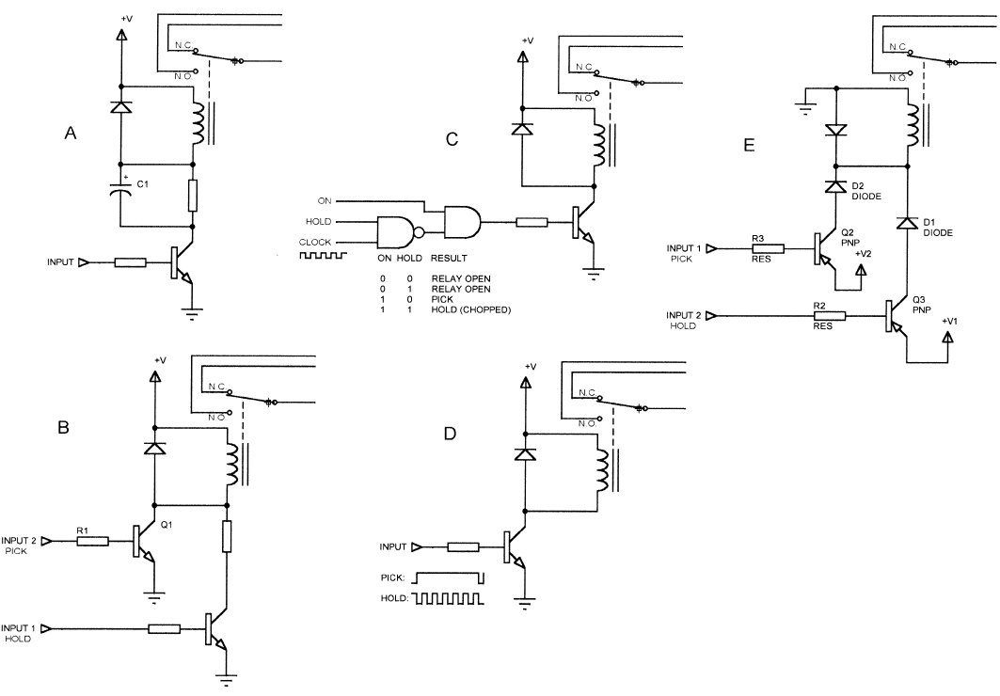 A
+V
N.C.
N.O.
+
C1
INPUT
C
+V
N.C.
N.O.
ON
HOLD
CLOCK
ON HOLD RESULT
0 0 RELAY OPEN
0 1 RELAY OPEN
1 0 PICK
1 1 HOLD (CHOPPED)
E
N.C.
N.O.
D2
DIODE
D1
DIODE
INPUT 1
PICK
R3
RES
Q2
PNP
+V2
INPUT 2
HOLD
R2
RES
Q3
PNP
+V1
B
+V
N.C.
N.O.
INPUT 2
PICK
R1
Q1
INPUT 1
HOLD
D
+V
N.C.
N.O.
INPUT
PICK:
HOLD: